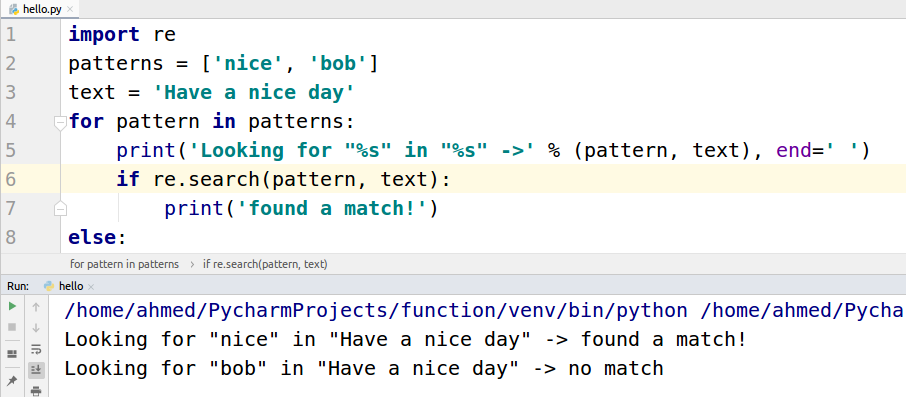 hello.py
1 import re
2 patterns = ['nice', 'bob']
3 text = 'Have a nice day'
4 for pattern in patterns:
5     print('Looking for "%s" in "%s" ->' % (pattern, text), end=' ')
6     if re.search(pattern, text):
7         print('found a match!')
8 else:
for pattern in patterns › if re.search(pattern, text)
Run: hello
/home/ahmed/PycharmProjects/function/venv/bin/python /home/ahmed/Pycha
Looking for "nice" in "Have a nice day" -> found a match!
Looking for "bob" in "Have a nice day" -> no match